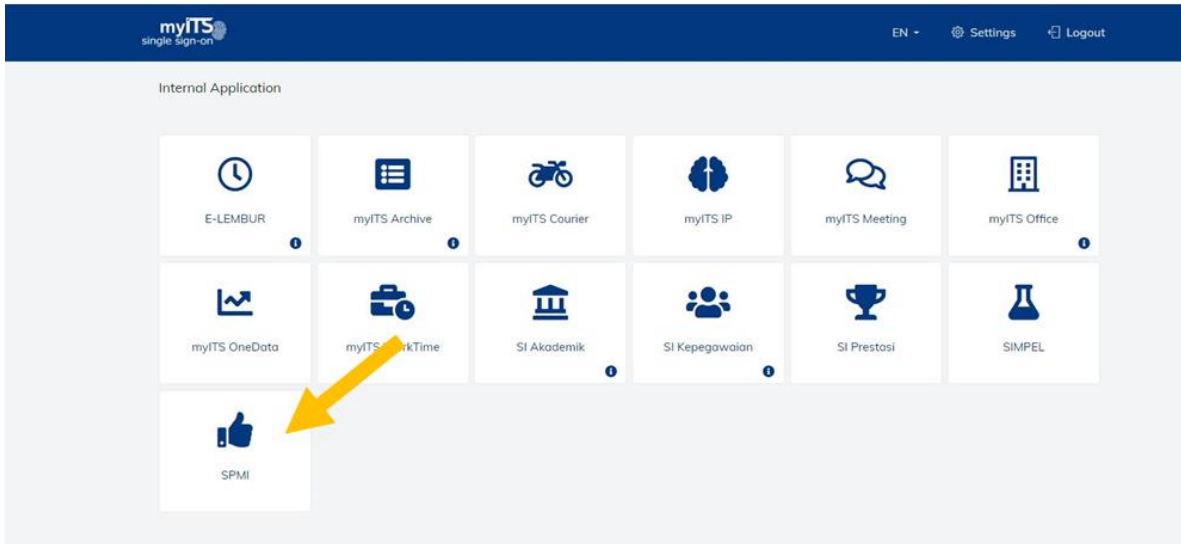 myITS
single sign-on
EN
Settings
Logout
Internal Application
E-LEMBUR
myITS Archive
myITS Courier
myITS IP
myITS Meeting
myITS Office
myITS OneData
myITS rkTime
SI Akademik
SI Kepegawaian
SI Prestasi
SIMPEL
SPMI